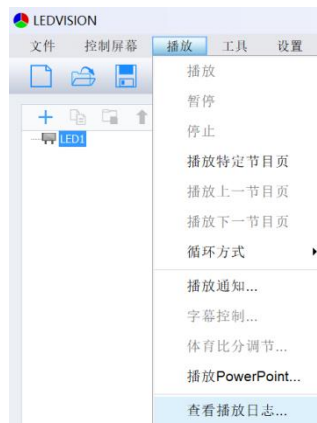 LEDVISION
文件 控制屏幕 播放 工具 设置
LED1
播放
暂停
停止
播放特定节目页
播放上一节目页
播放下一节目页
循环方式
播放通知...
字幕控制...
体育比分调节...
播放PowerPoint...
查看播放日志...